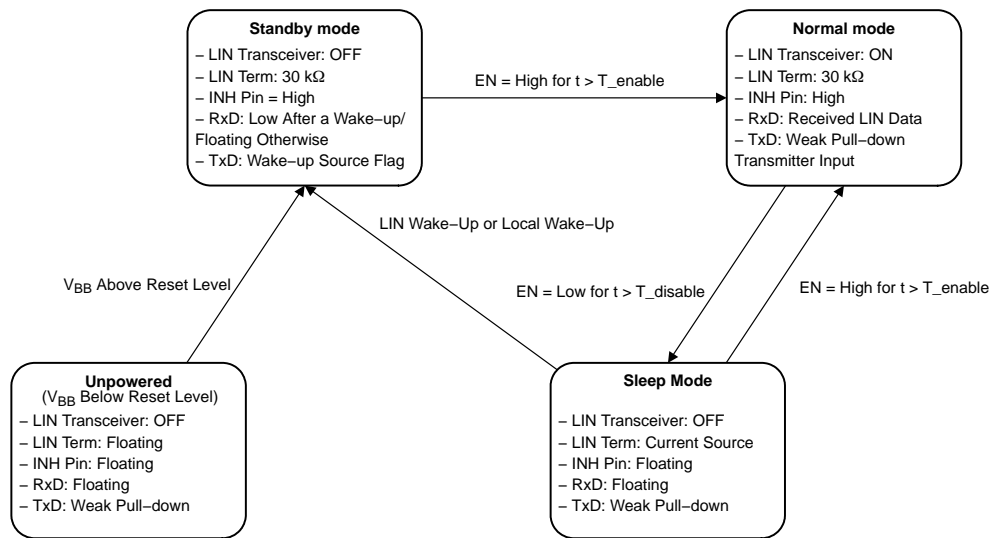 Standby mode
– LIN Transceiver: OFF
– LIN Term: 30 kΩ
– INH Pin = High
– RxD: Low After a Wake−up/
Floating Otherwise
– TxD: Wake−up Source Flag
EN = High for t > T_enable
Normal mode
– LIN Transceiver: ON
– LIN Term: 30 kΩ
– INH Pin: High
– RxD: Received LIN Data
– TxD: Weak Pull−down
Transmitter Input
LIN Wake−Up or Local Wake−Up
V_BB Above Reset Level
EN = Low for t > T_disable
EN = High for t > T_enable
Unpowered
(V_BB Below Reset Level)
– LIN Transceiver: OFF
– LIN Term: Floating
– INH Pin: Floating
– RxD: Floating
– TxD: Weak Pull−down
Sleep Mode
– LIN Transceiver: OFF
– LIN Term: Current Source
– INH Pin: Floating
– RxD: Floating
– TxD: Weak Pull−down